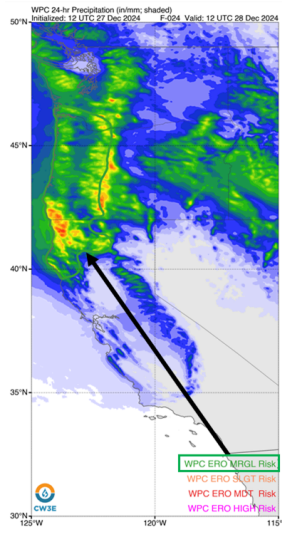 WPC 24-hr Precipitation (in/mm; shaded)
Initialized: 12 UTC 27 Dec 2024 F-024 Valid: 12 UTC 28 Dec 2024
50°N
45°N
40°N
35°N
WPC ERO MRGL Risk
WPC ERO SLGT Risk
WPC ERO MDT Risk
WPC ERO HIGH Risk
CW3E
30°N
125°W 120°W 115°